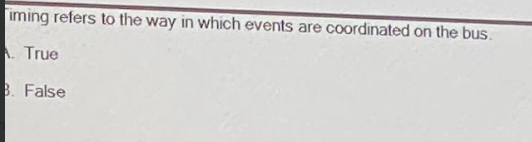 iming refers to the way in which events are coordinated on the bus.
A. True
B. False